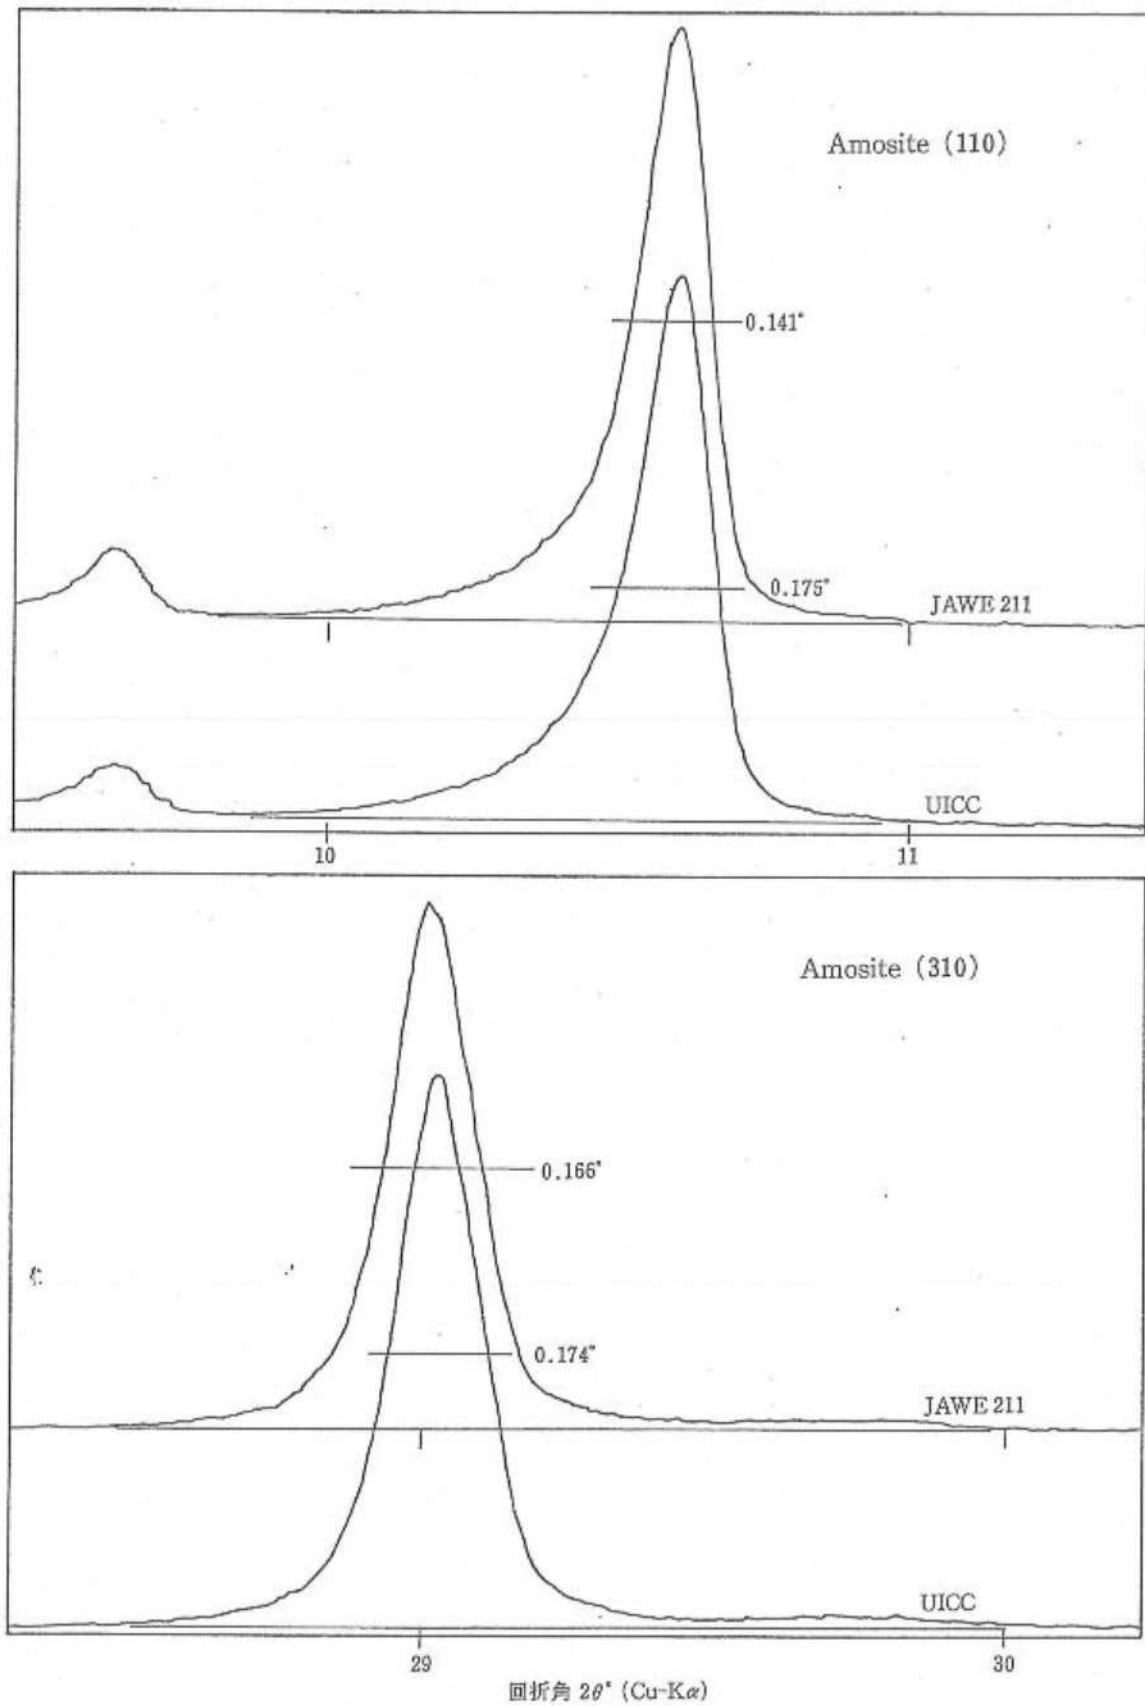 Amosite (110)
0.141°
0.175°
JAWE 211
UICC
10 11
Amosite (310)
0.166°
0.174°
JAWE 211
UICC
29 30
回折角 2θ° (Cu-Kα)